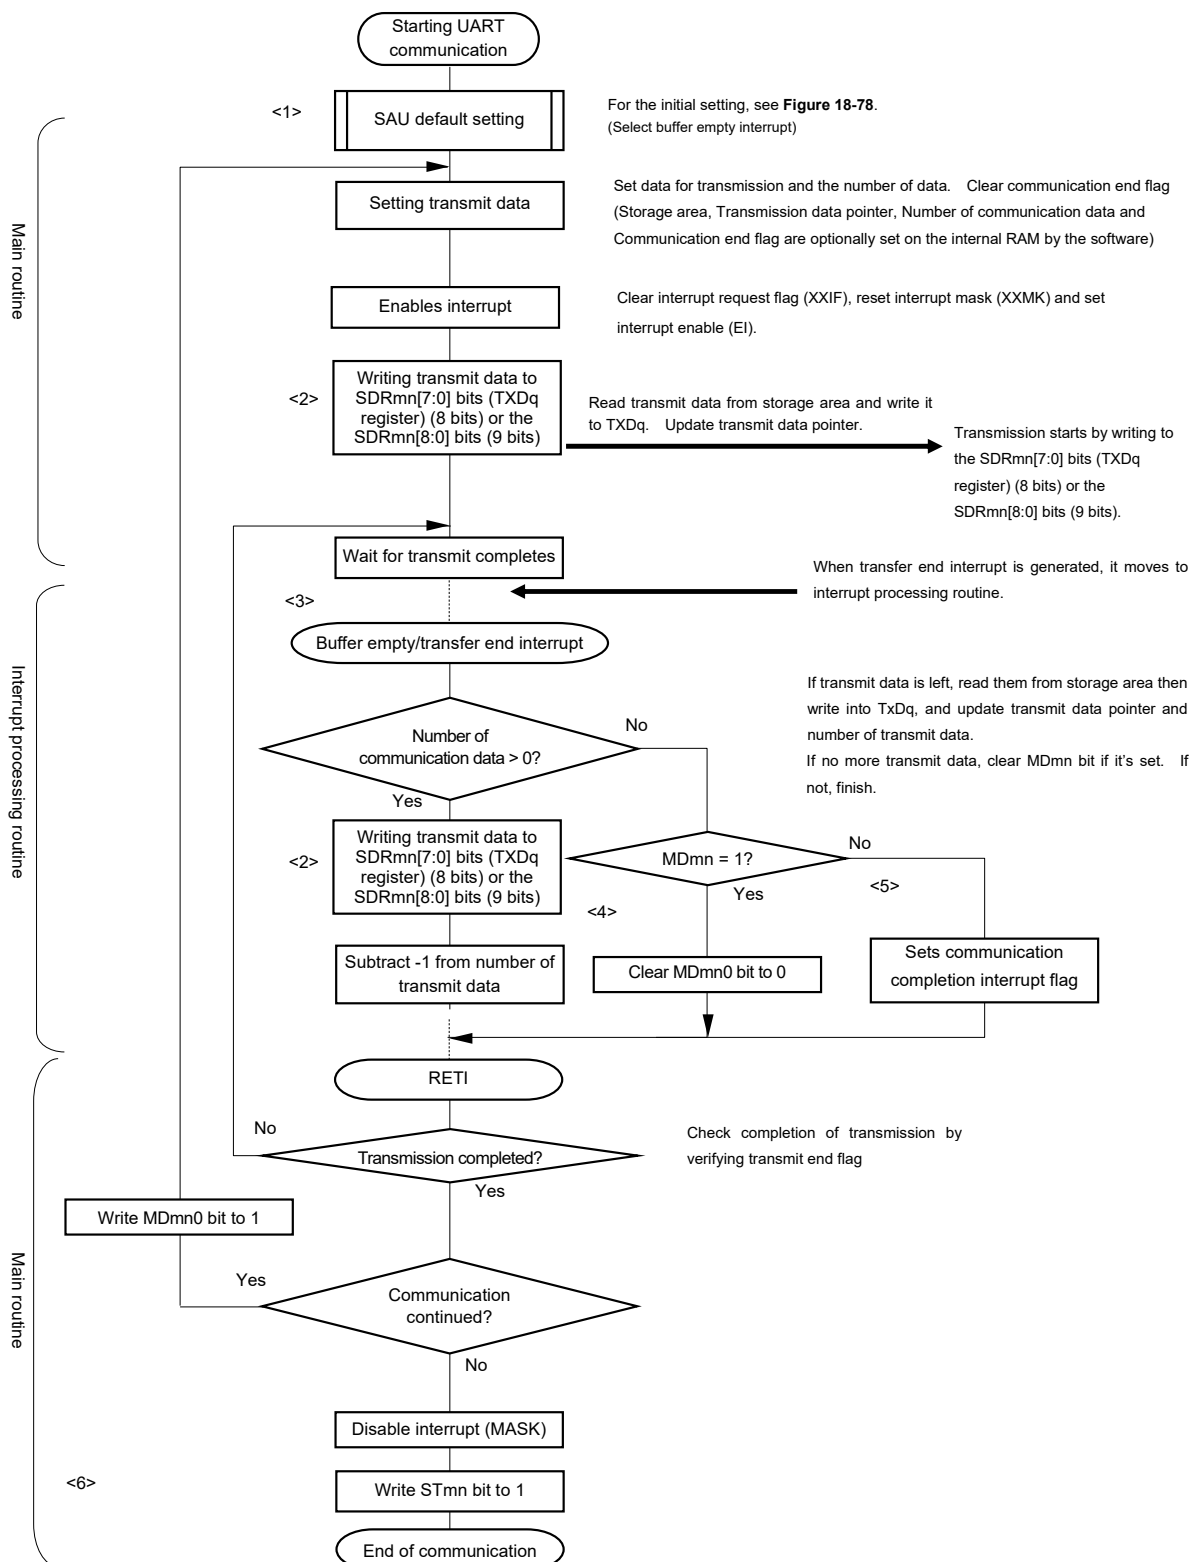 Starting UART
communication
<1>
SAU default setting
For the initial setting, see Figure 18-78.
(Select buffer empty interrupt)
Main routine
Setting transmit data
Set data for transmission and the number of data. Clear communication end flag
(Storage area, Transmission data pointer, Number of communication data and
Communication end flag are optionally set on the internal RAM by the software)
Enables interrupt
Clear interrupt request flag (XXIF), reset interrupt mask (XXMK) and set
interrupt enable (EI).
<2>
Writing transmit data to
SDRmn[7:0] bits (TXDq
register) (8 bits) or the
SDRmn[8:0] bits (9 bits)
Read transmit data from storage area and write it
to TXDq. Update transmit data pointer.
Transmission starts by writing to
the SDRmn[7:0] bits (TXDq
register) (8 bits) or the
SDRmn[8:0] bits (9 bits).
Wait for transmit completes
When transfer end interrupt is generated, it moves to
interrupt processing routine.
<3>
Buffer empty/transfer end interrupt
Interrupt processing routine
If transmit data is left, read them from storage area then
write into TxDq, and update transmit data pointer and
number of transmit data.
If no more transmit data, clear MDmn bit if it's set. If
not, finish.
Number of
communication data > 0?
No
Yes
<2>
Writing transmit data to
SDRmn[7:0] bits (TXDq
register) (8 bits) or the
SDRmn[8:0] bits (9 bits)
MDmn = 1?
No
Yes
<4>
<5>
Subtract -1 from number of
transmit data
Clear MDmn0 bit to 0
Sets communication
completion interrupt flag
RETI
No
Transmission completed?
Check completion of transmission by
verifying transmit end flag
Yes
Write MDmn0 bit to 1
Main routine
Yes
Communication
continued?
No
Disable interrupt (MASK)
<6>
Write STmn bit to 1
End of communication